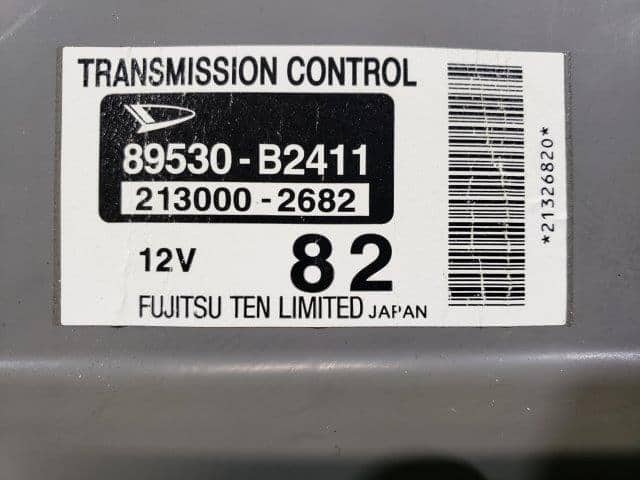 TRANSMISSION CONTROL
89530-B2411
213000-2682
12V 82
FUJITSU TEN LIMITED JAPAN
*21326820*